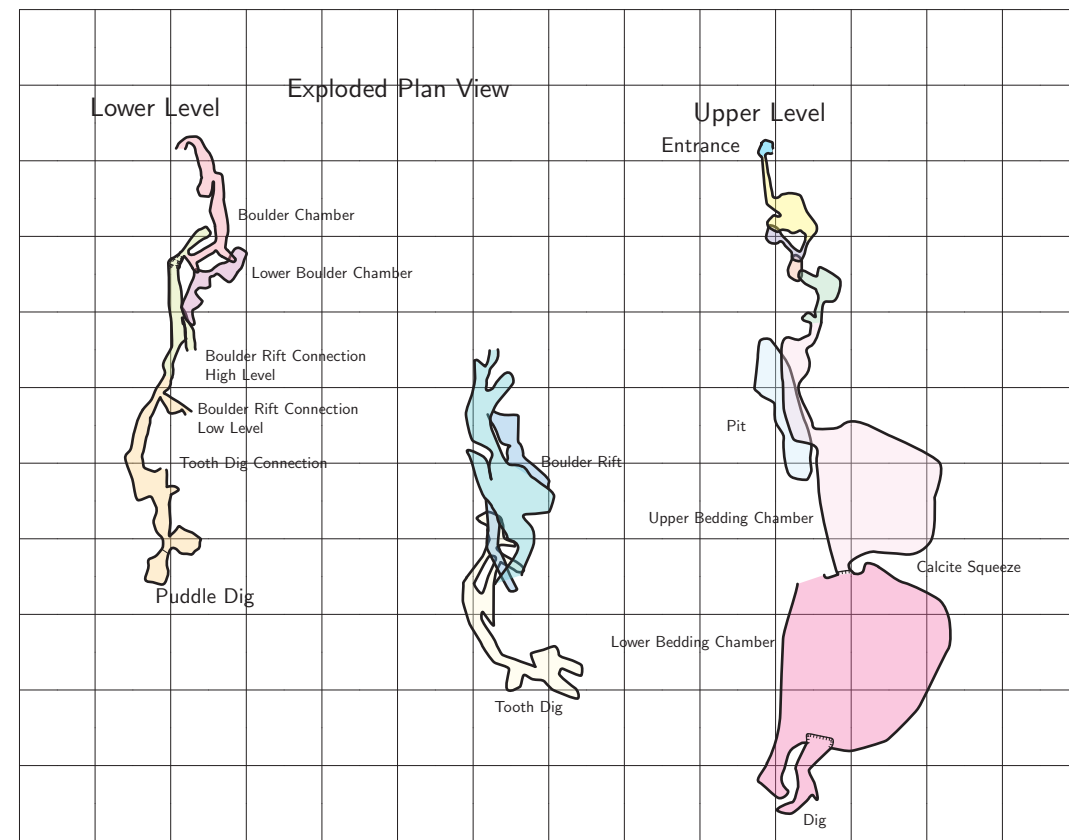 Exploded Plan View
Lower Level
Upper Level
Entrance
Boulder Chamber
Lower Boulder Chamber
Boulder Rift Connection
High Level
Boulder Rift Connection
Low Level
Pit
Tooth Dig Connection
Boulder Rift
Upper Bedding Chamber
Calcite Squeeze
Puddle Dig
Lower Bedding Chamber
Tooth Dig
Dig